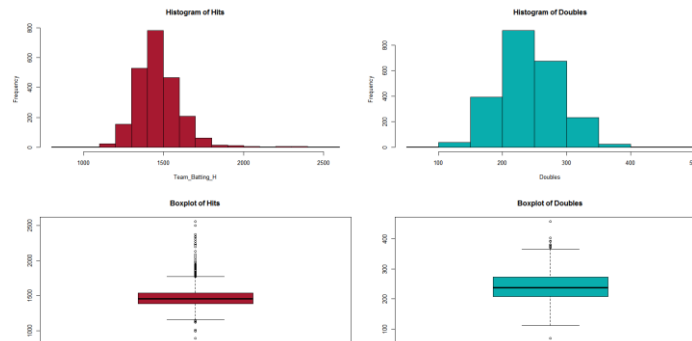 Histogram of Hits
Frequency
0 200 400 600 800
1000 1500 2000 2500
Team_Batting_H
Histogram of Doubles
Frequency
0 200 400 600 800
100 200 300 400
Doubles
Boxplot of Hits
1000 1500 2000 2500
Boxplot of Doubles
100 200 300 400